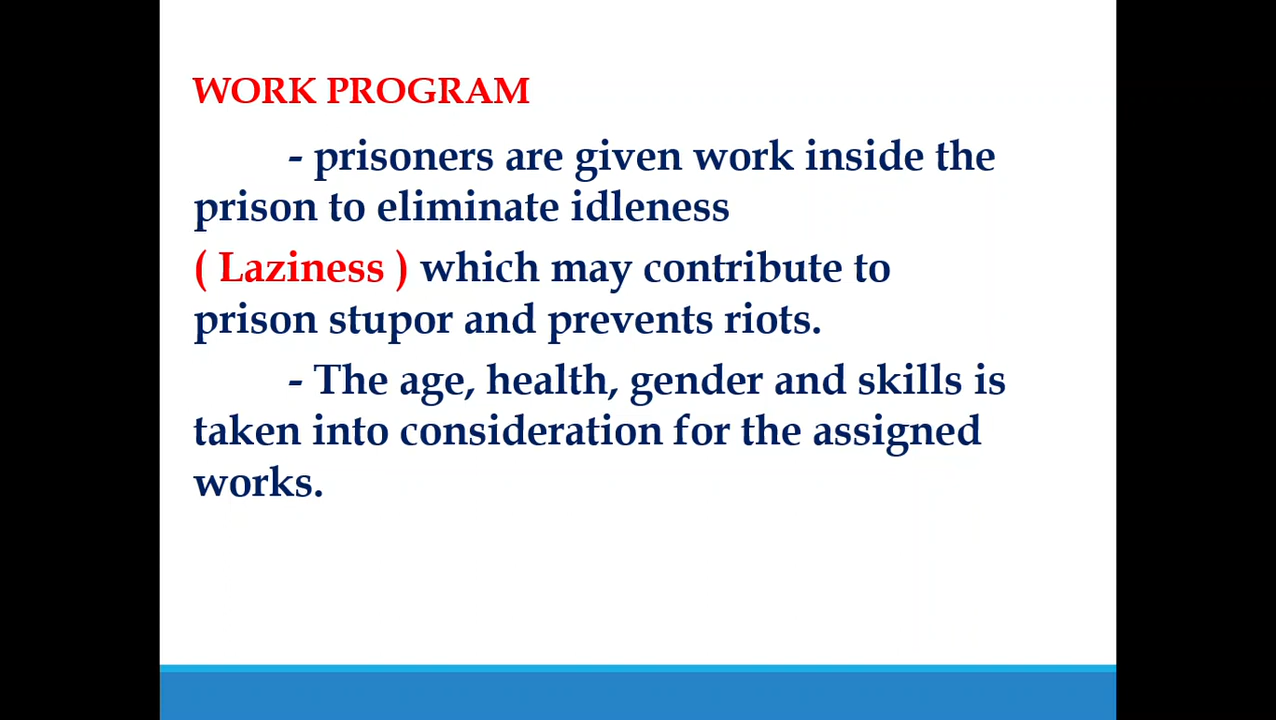 WORK PROGRAM
- prisoners are given work inside the
prison to eliminate idleness
( Laziness ) which may contribute to
prison stupor and prevents riots.
- The age, health, gender and skills is
taken into consideration for the assigned
works.